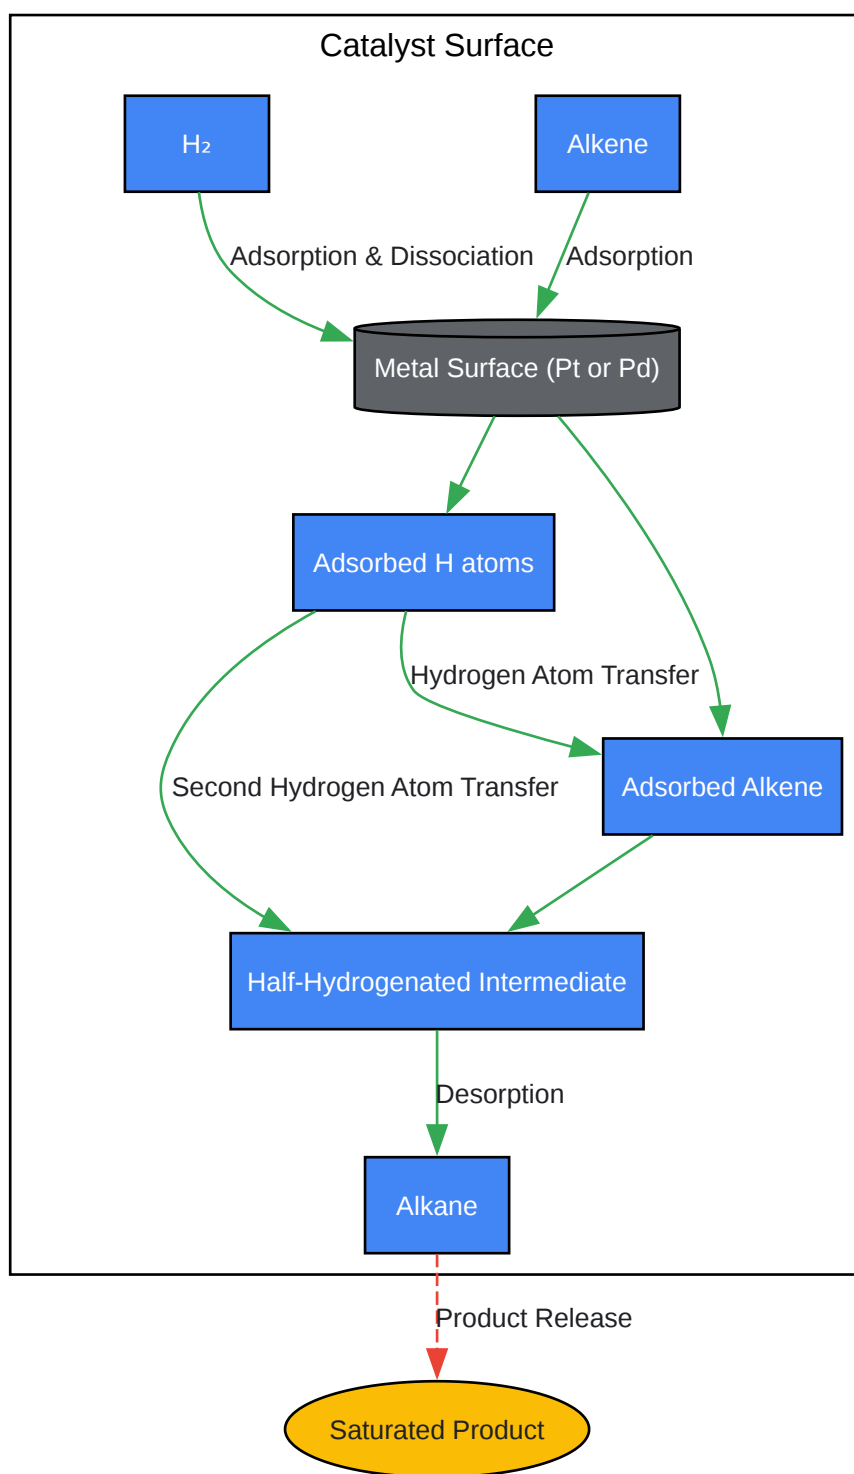 Catalyst Surface
H₂
Alkene
Adsorption & Dissociation
Adsorption
Metal Surface (Pt or Pd)
Adsorbed H atoms
Hydrogen Atom Transfer
Second Hydrogen Atom Transfer
Adsorbed Alkene
Half-Hydrogenated Intermediate
Desorption
Alkane
Product Release
Saturated Product